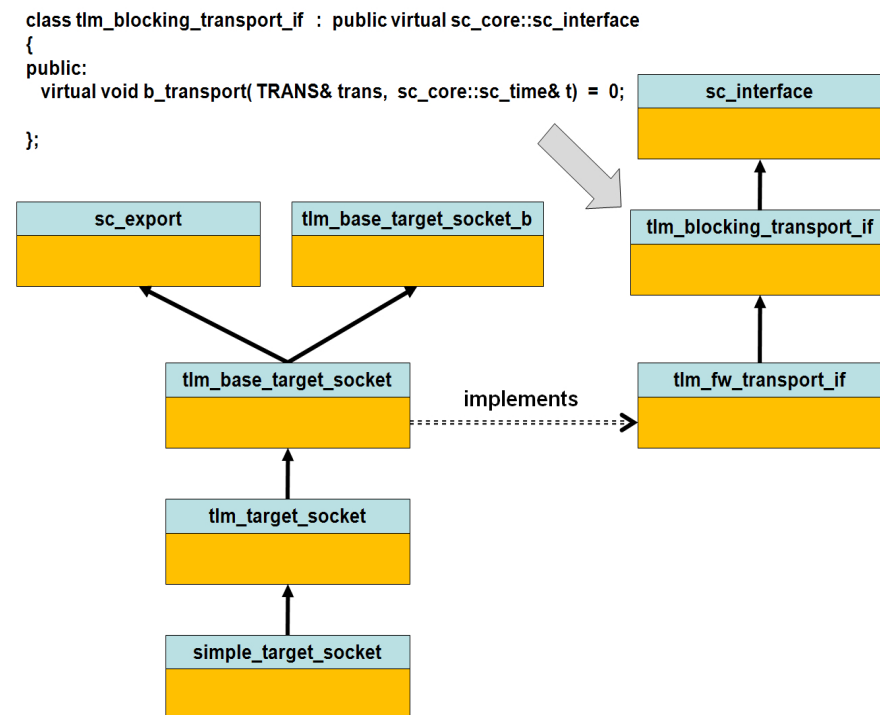 class tlm_blocking_transport_if : public virtual sc_core::sc_interface
{
public:
virtual void b_transport( TRANS& trans, sc_core::sc_time& t) = 0;
};
sc_interface
sc_export
tlm_base_target_socket_b
tlm_blocking_transport_if
tlm_base_target_socket
implements
tlm_fw_transport_if
tlm_target_socket
simple_target_socket